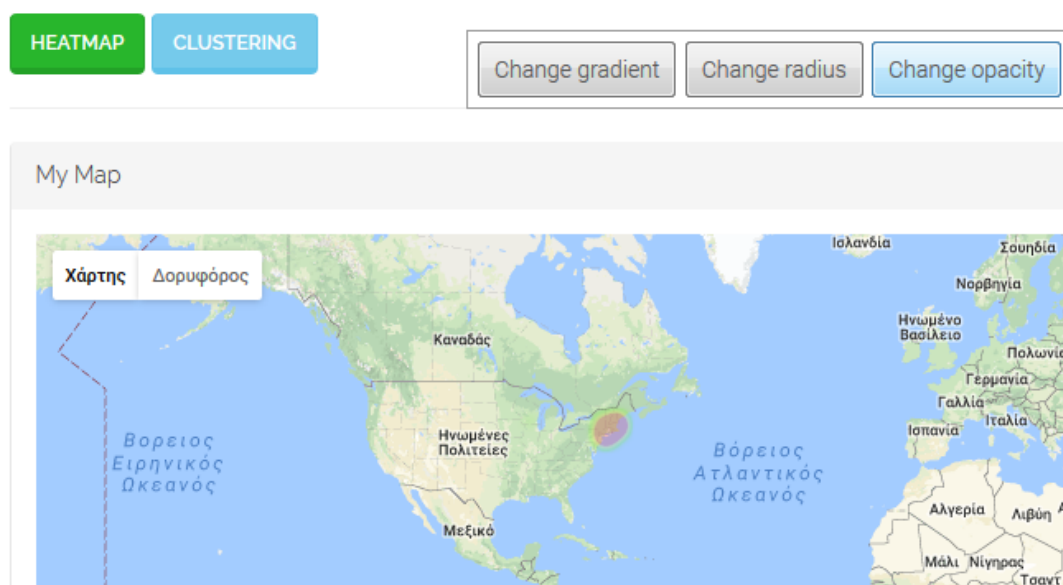 HEATMAP
CLUSTERING
Change gradient
Change radius
Change opacity
My Map
Χάρτης
Δορυφόρος
Ισλανδία
Σουηδία
Νορβηγία
Καναδάς
Ηνωμένο
Βασίλειο
Πολωνία
Γερμανία
Γαλλία
Ιταλία
Ισπανία
Ηνωμένες
Πολιτείες
Βορειος
Ειρηνικός
Ωκεανός
Βόρειος
Ατλαντικός
Ωκεανός
Αλγερία
Λιβύη
Μεξικό
Μάλι
Νίγηρας